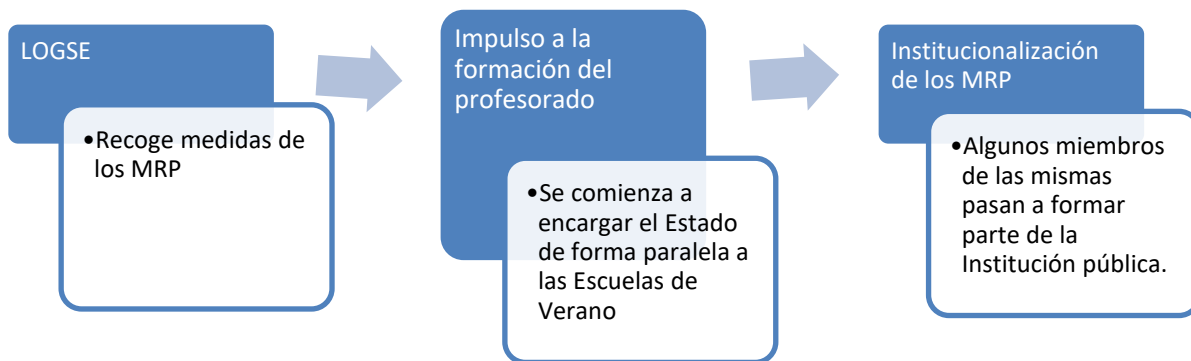 LOGSE
•Recoge medidas de
los MRP
Impulso a la
formación del
profesorado
•Se comienza a
encargar el Estado
de forma paralela a
las Escuelas de
Verano
Institucionalización
de los MRP
•Algunos miembros
de las mismas
pasan a formar
parte de la
Institución pública.